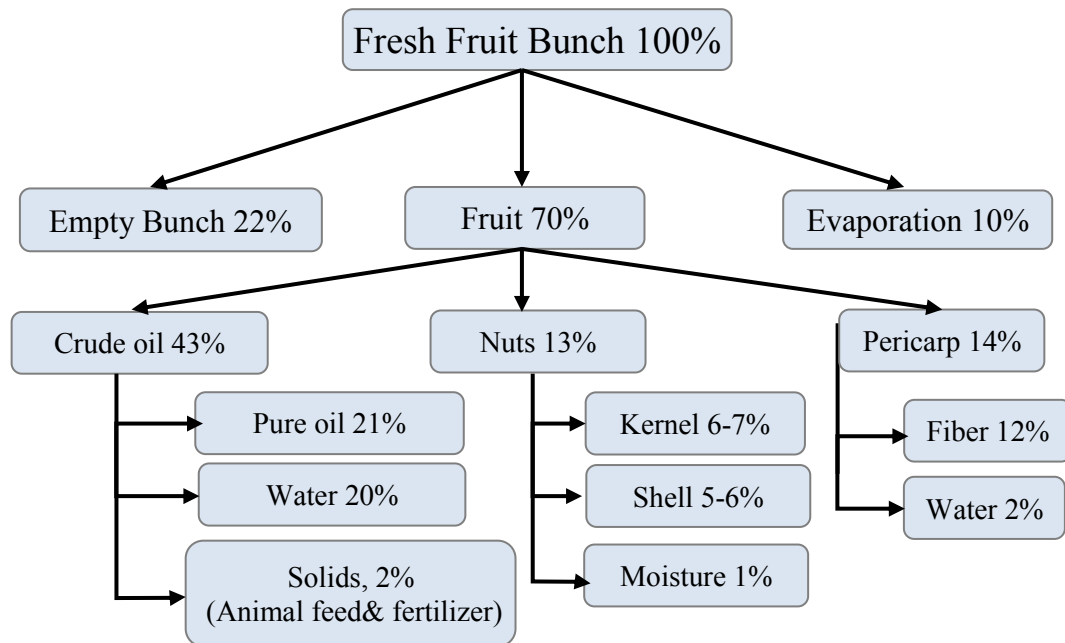 Fresh Fruit Bunch 100%
Empty Bunch 22%
Fruit 70%
Evaporation 10%
Crude oil 43%
Nuts 13%
Pericarp 14%
Pure oil 21%
Kernel 6-7%
Fiber 12%
Water 20%
Shell 5-6%
Water 2%
Solids, 2%
(Animal feed& fertilizer)
Moisture 1%